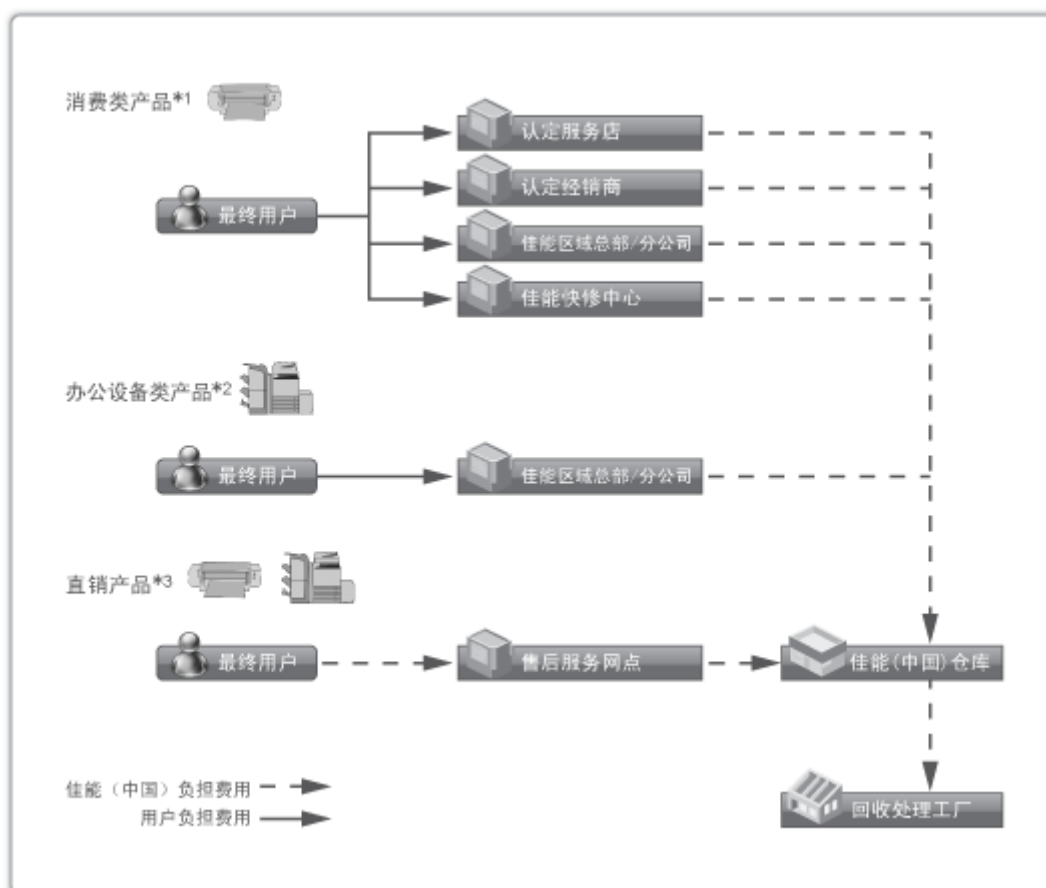 消费类产品*1
认定服务店
认定经销商
最终用户
佳能区域总部/分公司
佳能快修中心
办公设备类产品*2
最终用户
佳能区域总部/分公司
直销产品*3
最终用户
售后服务网点
佳能(中国)仓库
佳能（中国）负担费用
用户负担费用
回收处理工厂